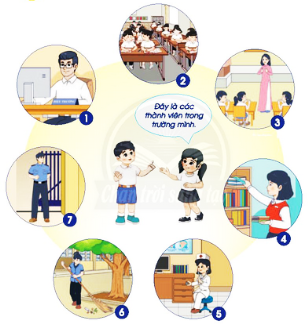 2
1
3
Đây là các
thành viên trong
trường mình.
7
4
6
5